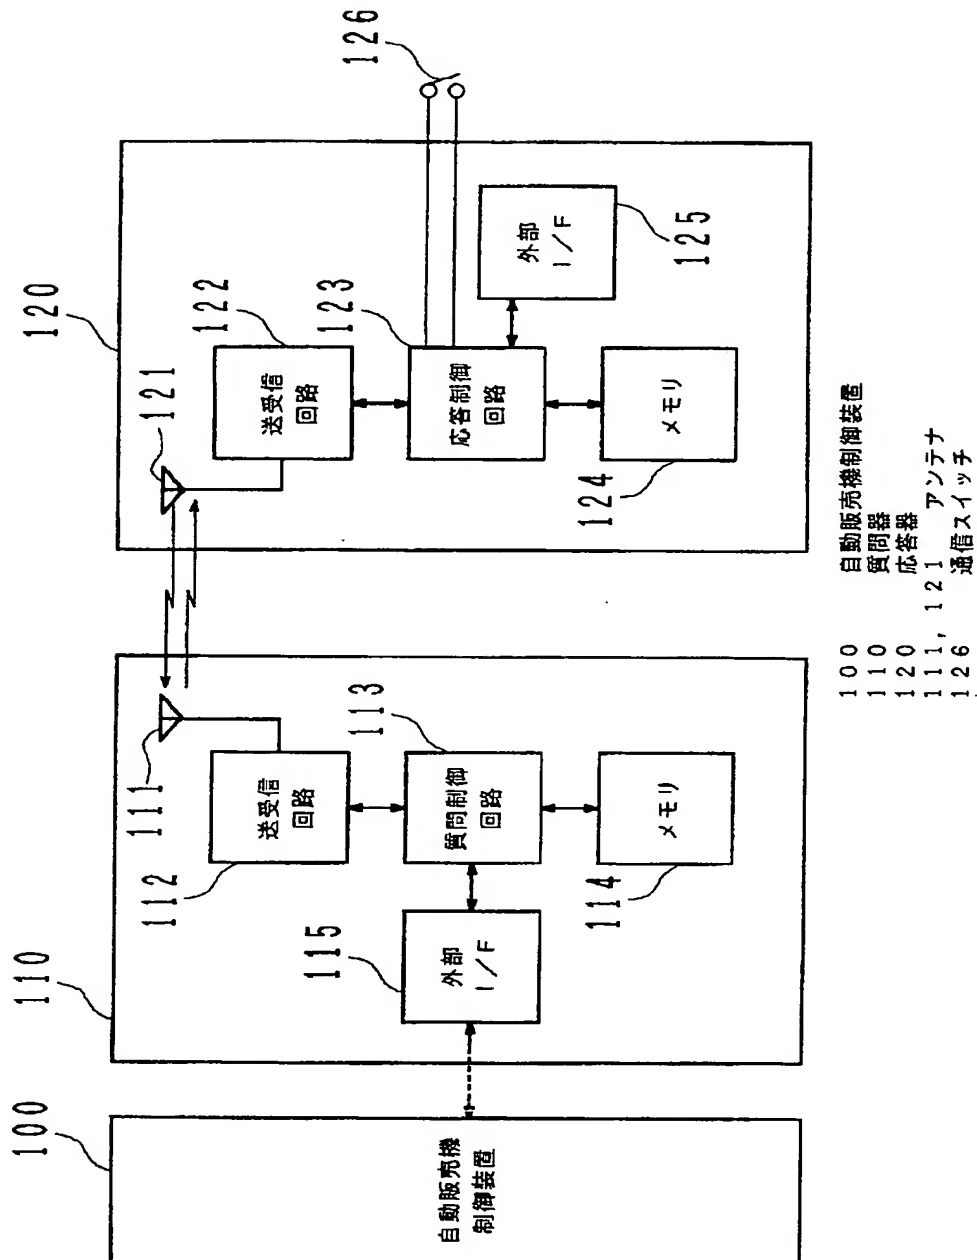 100
自動販売機
制御装置
110
111
112
送受信
回路
113
質問制御
回路
114
メモリ
115
外部
I/F
120
121
122
送受信
回路
123
応答制御
回路
124
メモリ
125
外部
I/F
126
100 自動販売機制御装置
110 質問器
120 応答器
111, 121 アンテナ
126 通信スイッチ